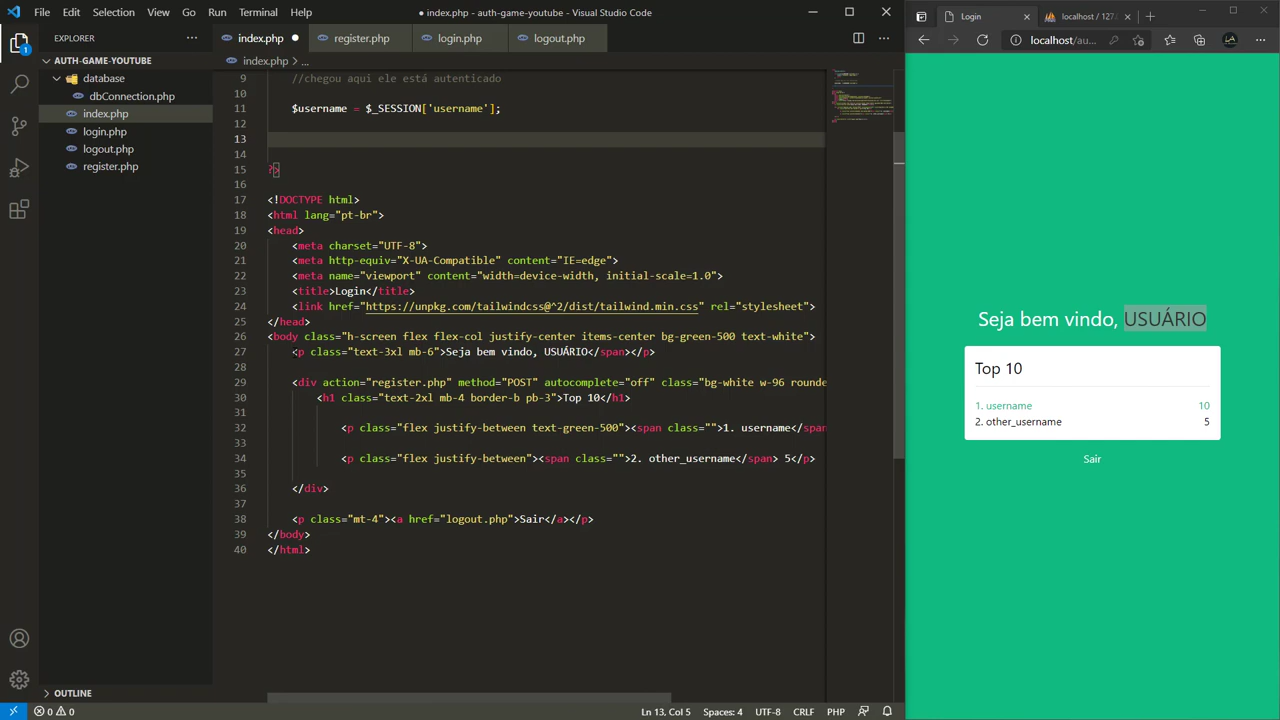 File Edit Selection View Go Run Terminal Help
● index.php - auth-game-youtube - Visual Studio Code
EXPLORER
AUTH-GAME-YOUTUBE
database
dbConnection.php
index.php
login.php
logout.php
register.php
OUTLINE
1
index.php
register.php
login.php
logout.php
index.php > ...
9 //chegou aqui ele está autenticado
10
11 $username = $_SESSION['username'];
12
13
14
15 ?>
16
17 <!DOCTYPE html>
18 <html lang="pt-br">
19 <head>
20 <meta charset="UTF-8">
21 <meta http-equiv="X-UA-Compatible" content="IE=edge">
22 <meta name="viewport" content="width=device-width, initial-scale=1.0">
23 <title>Login</title>
24 <link href="https://unpkg.com/tailwindcss@^2/dist/tailwind.min.css" rel="stylesheet">
25 </head>
26 <body class="h-screen flex flex-col justify-center items-center bg-green-500 text-white">
27 <p class="text-3xl mb-6">Seja bem vindo, USUÁRIO</span></p>
28
29 <div action="register.php" method="POST" autocomplete="off" class="bg-white w-96 rounde
30 <h1 class="text-2xl mb-4 border-b pb-3">Top 10</h1>
31
32 <p class="flex justify-between text-green-500"><span class="">1. username</span
33
34 <p class="flex justify-between"><span class="">2. other_username</span> 5</p>
35
36 </div>
37
38 <p class="mt-4"><a href="logout.php">Sair</a></p>
39 </body>
40 </html>
0 0
Ln 13, Col 5 Spaces: 4 UTF-8 CRLF PHP
Login
localhost / 127.
localhost/au...
Seja bem vindo, USUÁRIO
Top 10
1. username 10
2. other_username 5
Sair